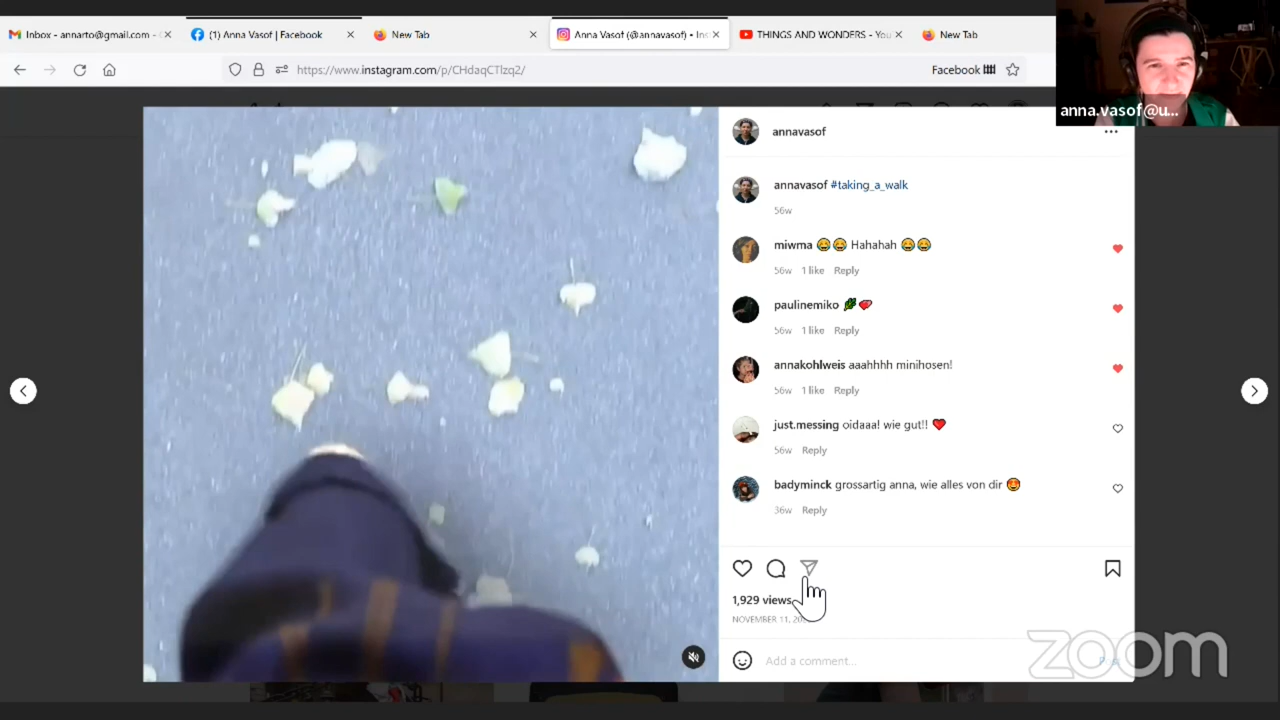 Inbox - annarto@gmail.com -
(1) Anna Vasof | Facebook
New Tab
Anna Vasof (@annavasof) • Ins
THINGS AND WONDERS - You
New Tab
https://www.instagram.com/p/CHdaqCTlzq2/
Facebook
anna.vasof@u...
annavasof
annavasof #taking_a_walk
56w
miwma 😂😂 Hahahah 😂😂
56w 1 like Reply
paulinemiko
56w 1 like Reply
annakohlweis aaahhhh minihosen!
56w 1 like Reply
just.messing oidaaa! wie gut!! ❤️
56w Reply
badyminck grossartig anna, wie alles von dir 😍
36w Reply
1,929 views
NOVEMBER 11,
Add a comment...
zoom